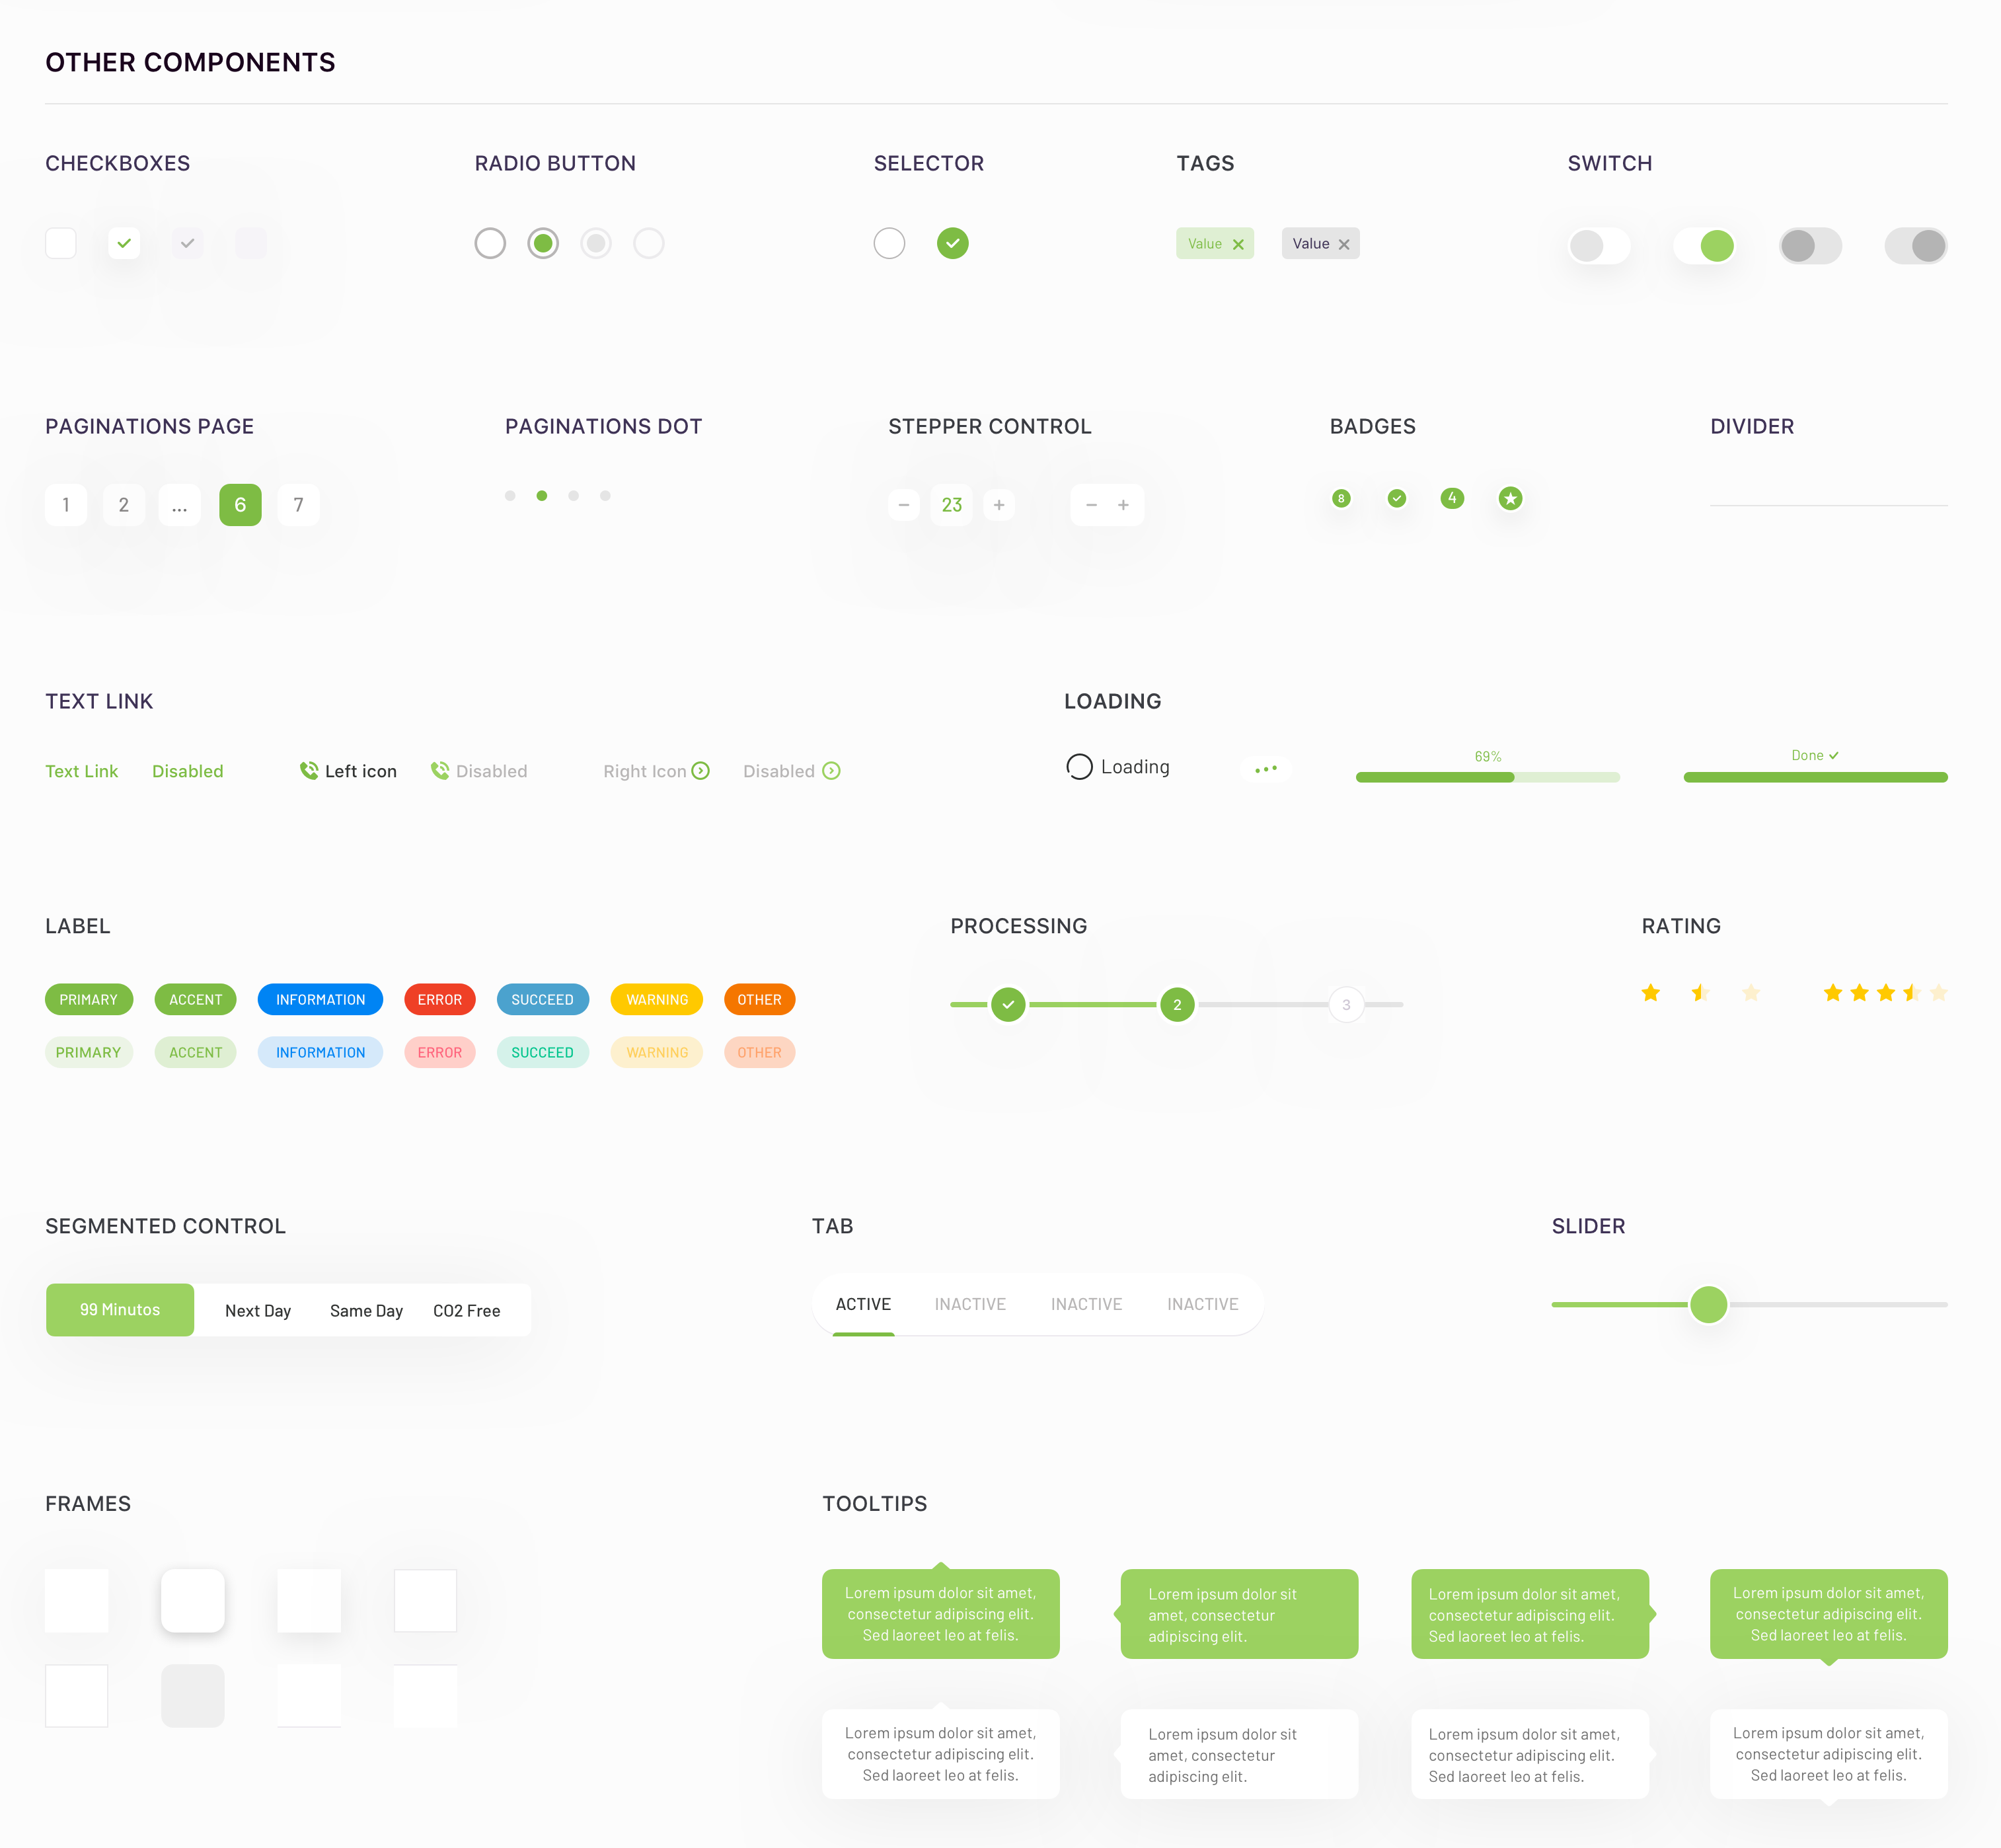 OTHER COMPONENTS
CHECKBOXES
RADIO BUTTON
SELECTOR
TAGS
SWITCH
Value
Value
PAGINATIONS PAGE
PAGINATIONS DOT
STEPPER CONTROL
BADGES
DIVIDER
1
2
...
6
7
23
8
4
TEXT LINK
LOADING
Text Link
Disabled
Left icon
Disabled
Right Icon
Disabled
Loading
69%
Done
LABEL
PROCESSING
RATING
PRIMARY
ACCENT
INFORMATION
ERROR
SUCCEED
WARNING
OTHER
PRIMARY
ACCENT
INFORMATION
ERROR
SUCCEED
WARNING
OTHER
2
3
SEGMENTED CONTROL
TAB
SLIDER
99 Minutos
Next Day
Same Day
CO2 Free
ACTIVE
INACTIVE
INACTIVE
INACTIVE
FRAMES
TOOLTIPS
Lorem ipsum dolor sit amet,
consectetur adipiscing elit.
Sed laoreet leo at felis.
Lorem ipsum dolor sit
amet, consectetur
adipiscing elit.
Lorem ipsum dolor sit amet,
consectetur adipiscing elit.
Sed laoreet leo at felis.
Lorem ipsum dolor sit amet,
consectetur adipiscing elit.
Sed laoreet leo at felis.
Lorem ipsum dolor sit amet,
consectetur adipiscing elit.
Sed laoreet leo at felis.
Lorem ipsum dolor sit
amet, consectetur
adipiscing elit.
Lorem ipsum dolor sit amet,
consectetur adipiscing elit.
Sed laoreet leo at felis.
Lorem ipsum dolor sit amet,
consectetur adipiscing elit.
Sed laoreet leo at felis.